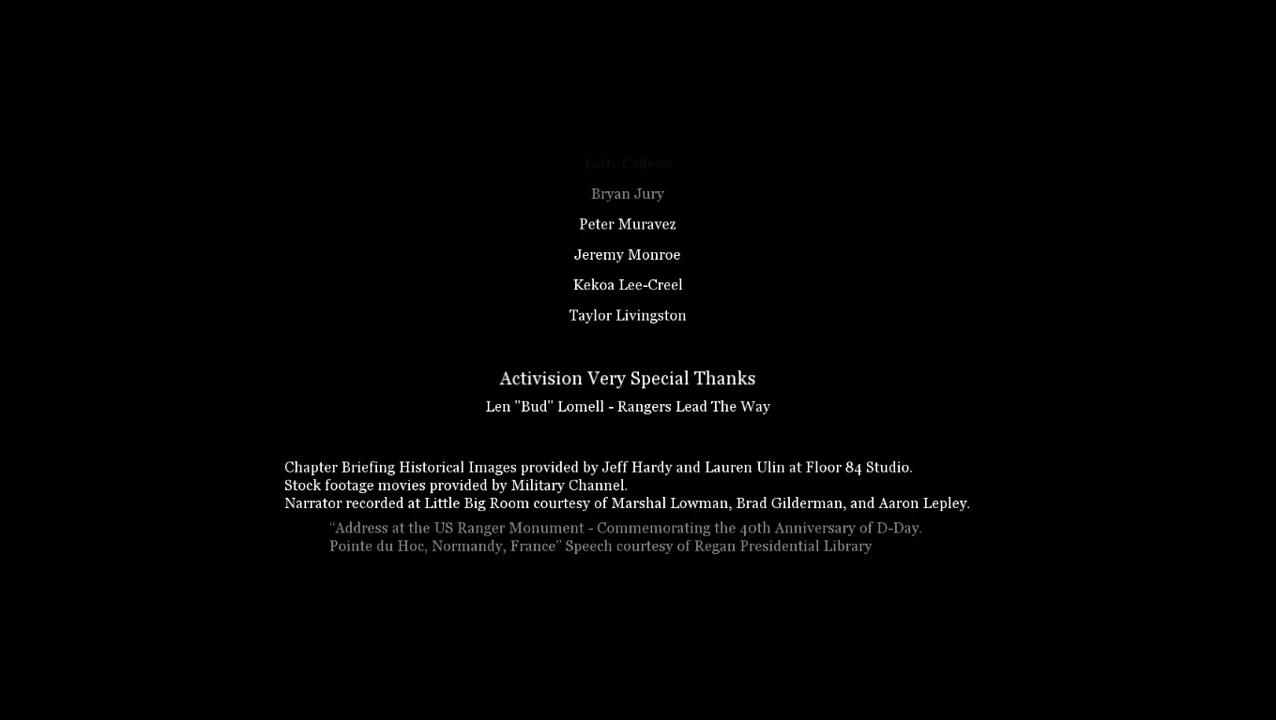 Bryan Jury
Peter Muravez
Jeremy Monroe
Kekoa Lee-Creel
Taylor Livingston
Activision Very Special Thanks
Len "Bud" Lomell - Rangers Lead The Way
Chapter Briefing Historical Images provided by Jeff Hardy and Lauren Ulin at Floor 84 Studio.
Stock footage movies provided by Military Channel.
Narrator recorded at Little Big Room courtesy of Marshal Lowman, Brad Gilderman, and Aaron Lepley.
“Address at the US Ranger Monument - Commemorating the 40th Anniversary of D-Day.
Pointe du Hoc, Normandy, France” Speech courtesy of Regan Presidential Library